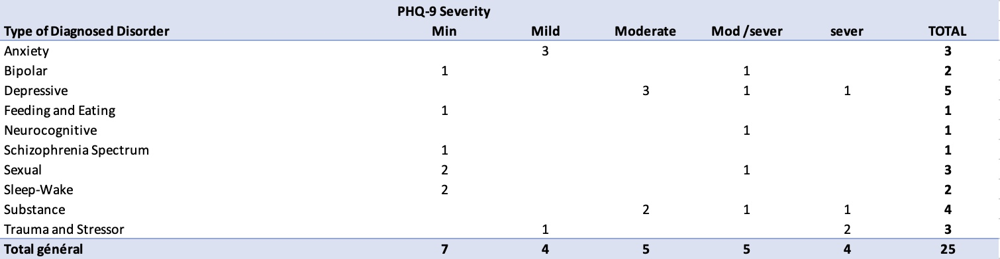 PHQ-9 Severity
Type of Diagnosed Disorder Min Mild Moderate Mod /sever sever TOTAL
Anxiety 3 3
Bipolar 1 1 2
Depressive 3 1 1 5
Feeding and Eating 1 1
Neurocognitive 1 1
Schizophrenia Spectrum 1 1
Sexual 2 1 3
Sleep-Wake 2 2
Substance 2 1 1 4
Trauma and Stressor 1 2 3
Total général 7 4 5 5 4 25